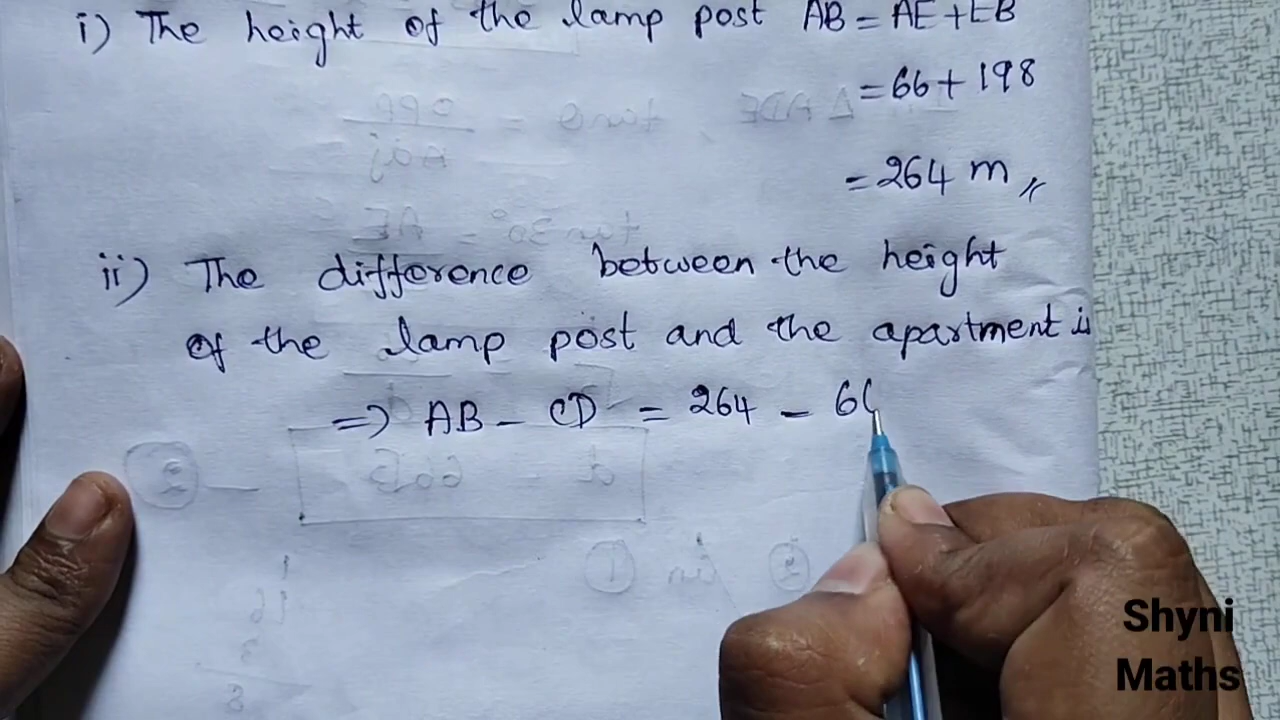 i) The height of the lamp post AB = AE + EB
= 66 + 198
= 264 m
ii) The difference between the height
of the lamp post and the apartment is
=> AB - CD = 264 - 6
Shyni
Maths